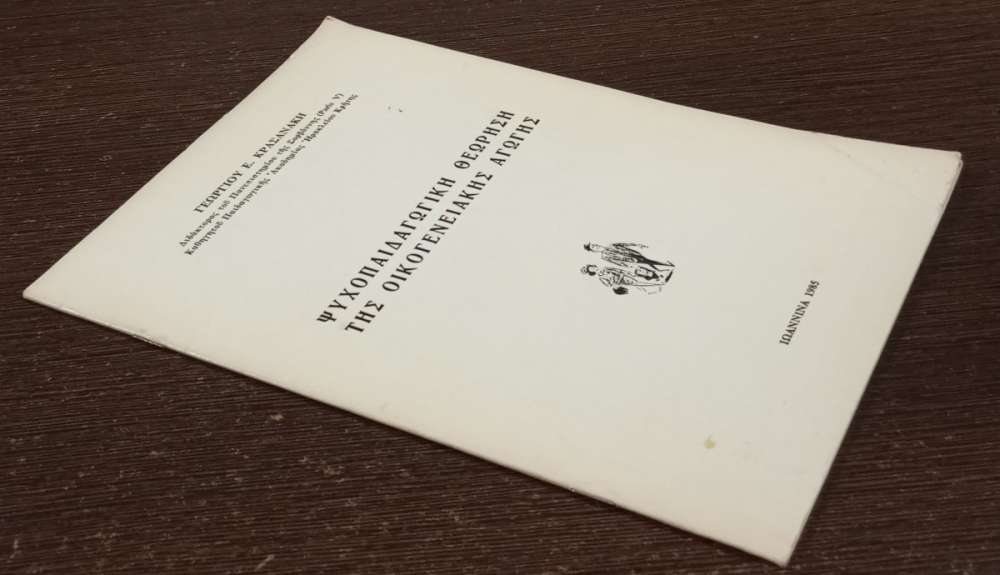 ΓΕΩΡΓΙΟΥ Ε. ΚΡΑΣΑΝΑΚΗ
Διδάκτορος τοῦ Πανεπιστημίου τῆς Σορβόννης (Paris V)
Καθηγητοῦ Παιδαγωγικῆς Ἀκαδημίας Ἡρακλείου Κρήτης
ΨΥΧΟΠΑΙΔΑΓΩΓΙΚΗ ΘΕΩΡΗΣΗ
ΤΗΣ ΟΙΚΟΓΕΝΕΙΑΚΗΣ ΑΓΩΓΗΣ
ΙΩΑΝΝΙΝΑ 1985